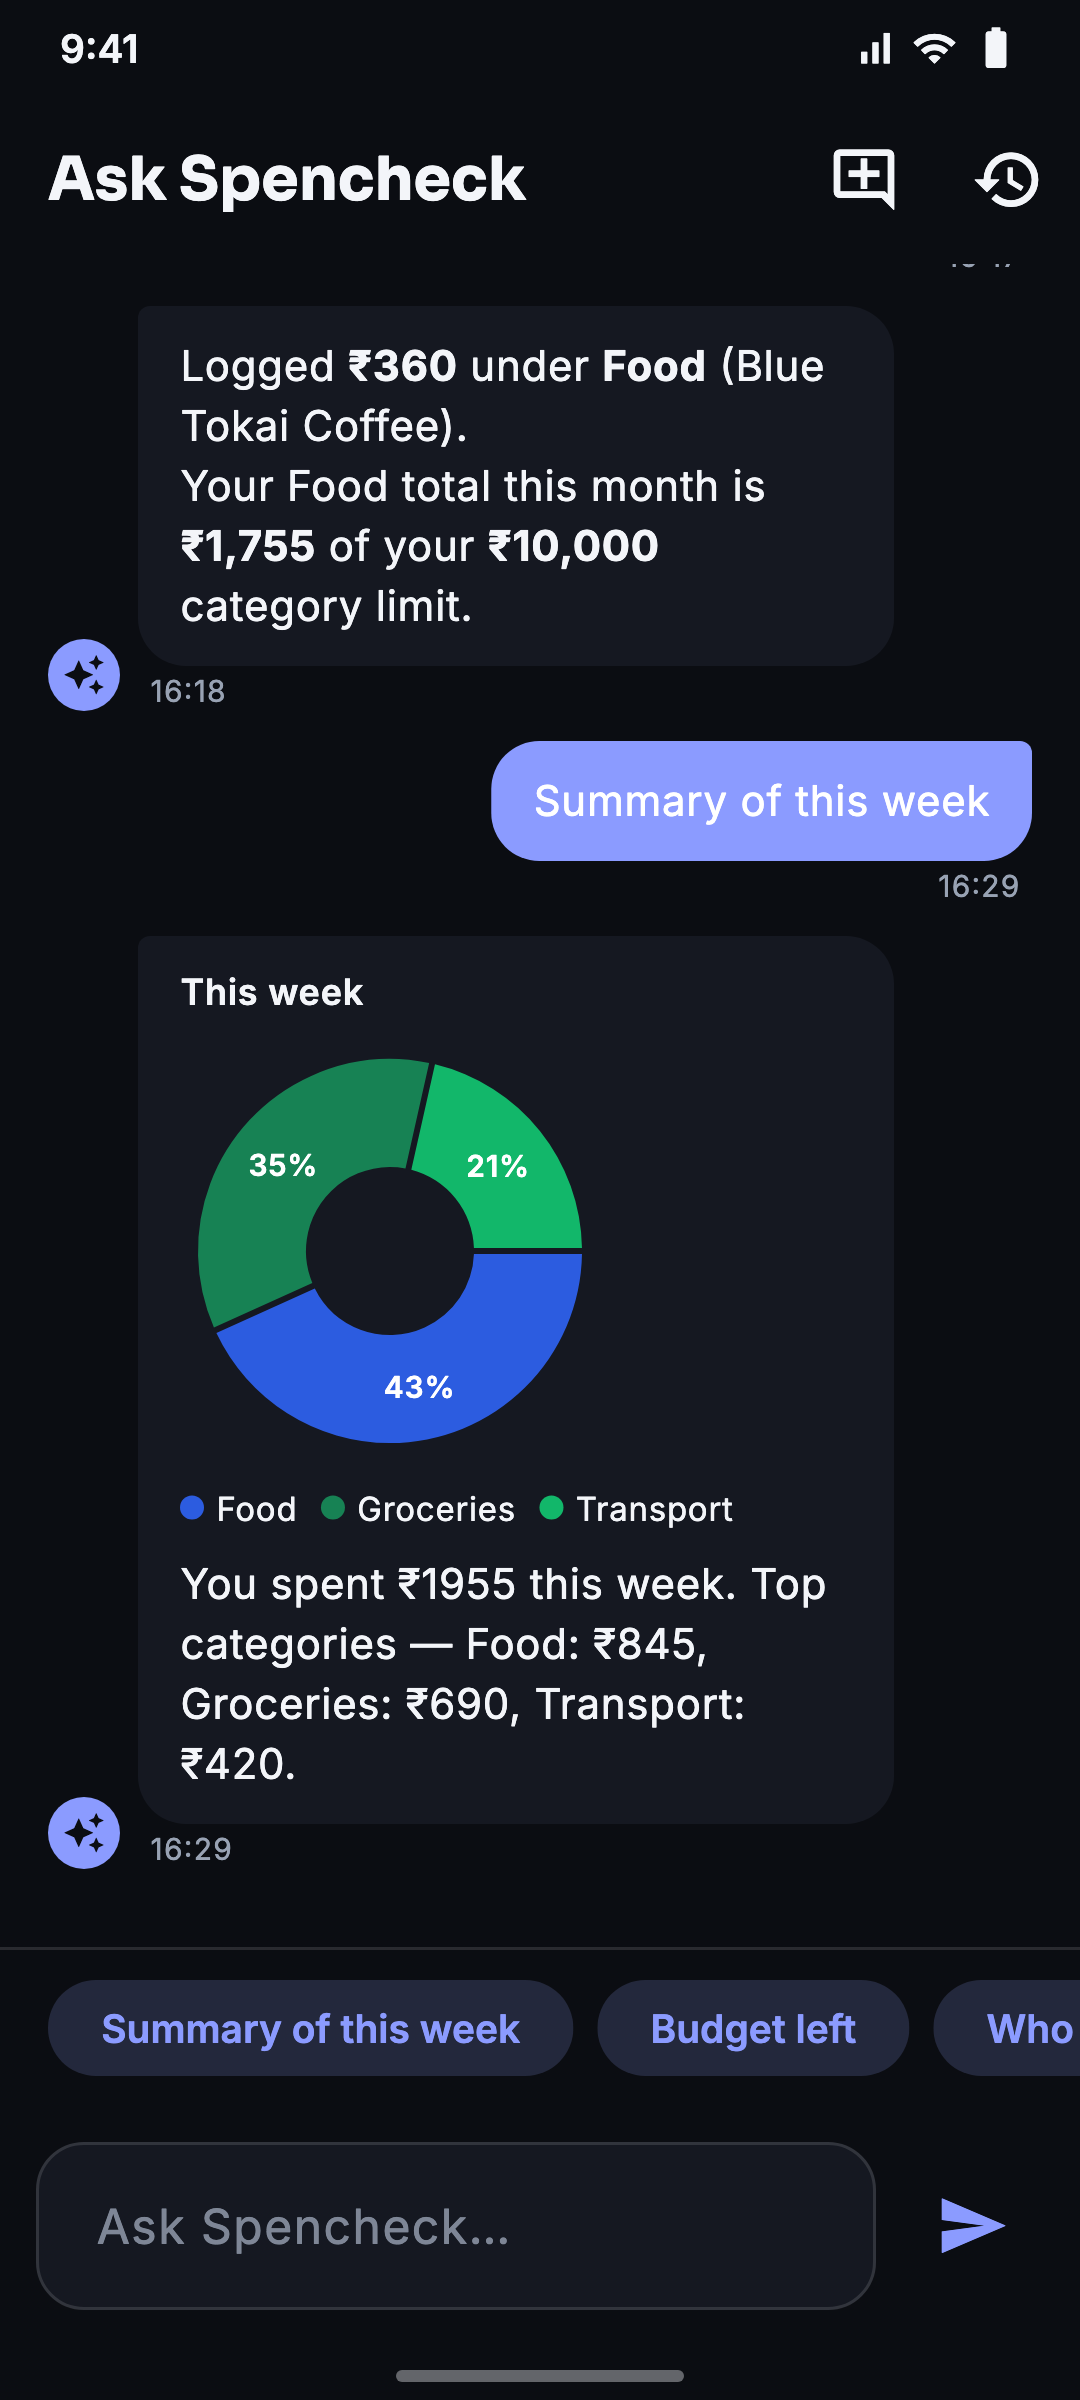 9:41
Ask Spencheck
Logged ₹360 under Food (Blue
Tokai Coffee).
Your Food total this month is
₹1,755 of your ₹10,000
category limit.
16:18
Summary of this week
16:29
This week
35%
21%
43%
Food
Groceries
Transport
You spent ₹1955 this week. Top
categories — Food: ₹845,
Groceries: ₹690, Transport:
₹420.
16:29
Summary of this week
Budget left
Who
Ask Spencheck...